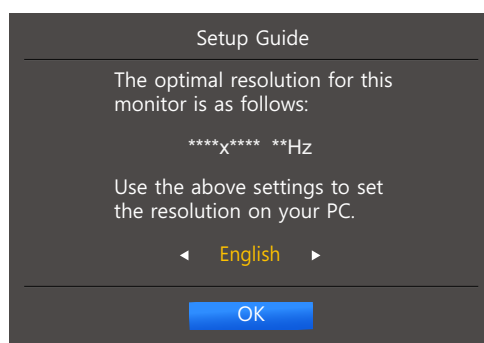 Setup Guide
The optimal resolution for this
monitor is as follows:
****x**** **Hz
Use the above settings to set
the resolution on your PC.
English
OK